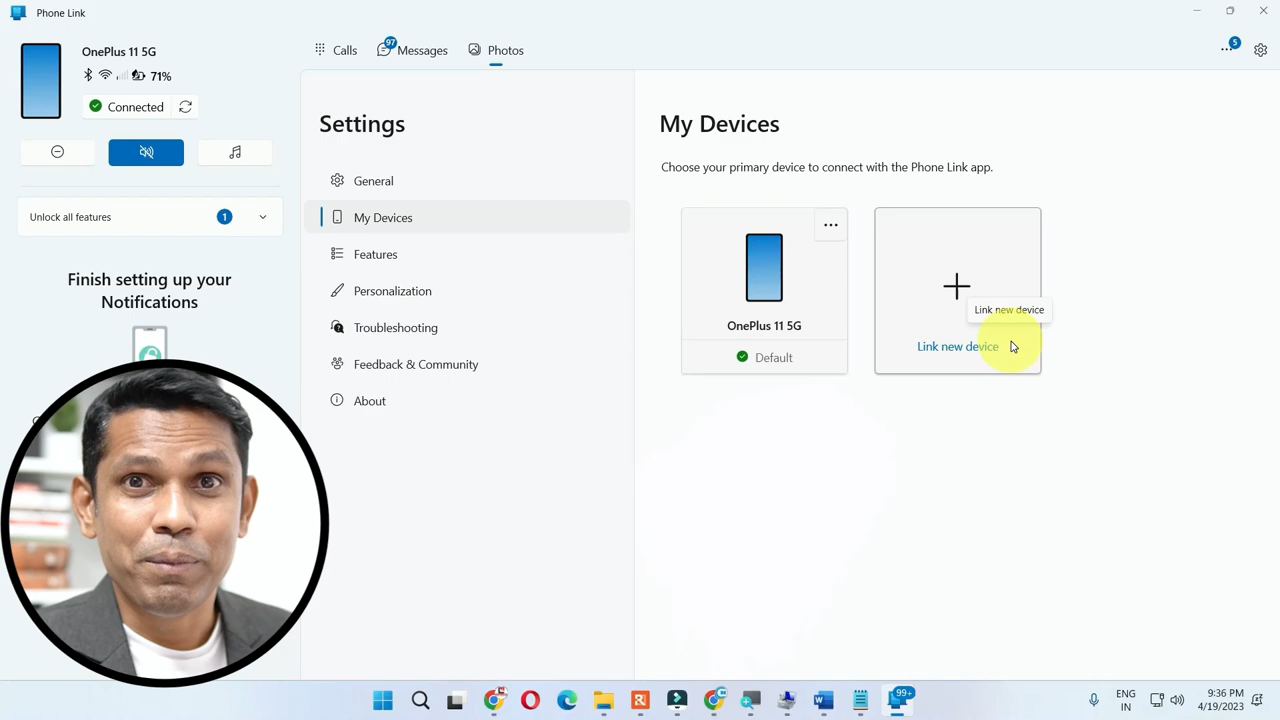 Phone Link
OnePlus 11 5G
71%
Connected
Unlock all features 1
Finish setting up your
Notifications
Calls
97
Messages
Photos
5
Settings
General
My Devices
Features
Personalization
Troubleshooting
Feedback & Community
About
My Devices
Choose your primary device to connect with the Phone Link app.
OnePlus 11 5G
Default
Link new device
Link new device
99+
ENG
IN
9:36 PM
4/19/2023